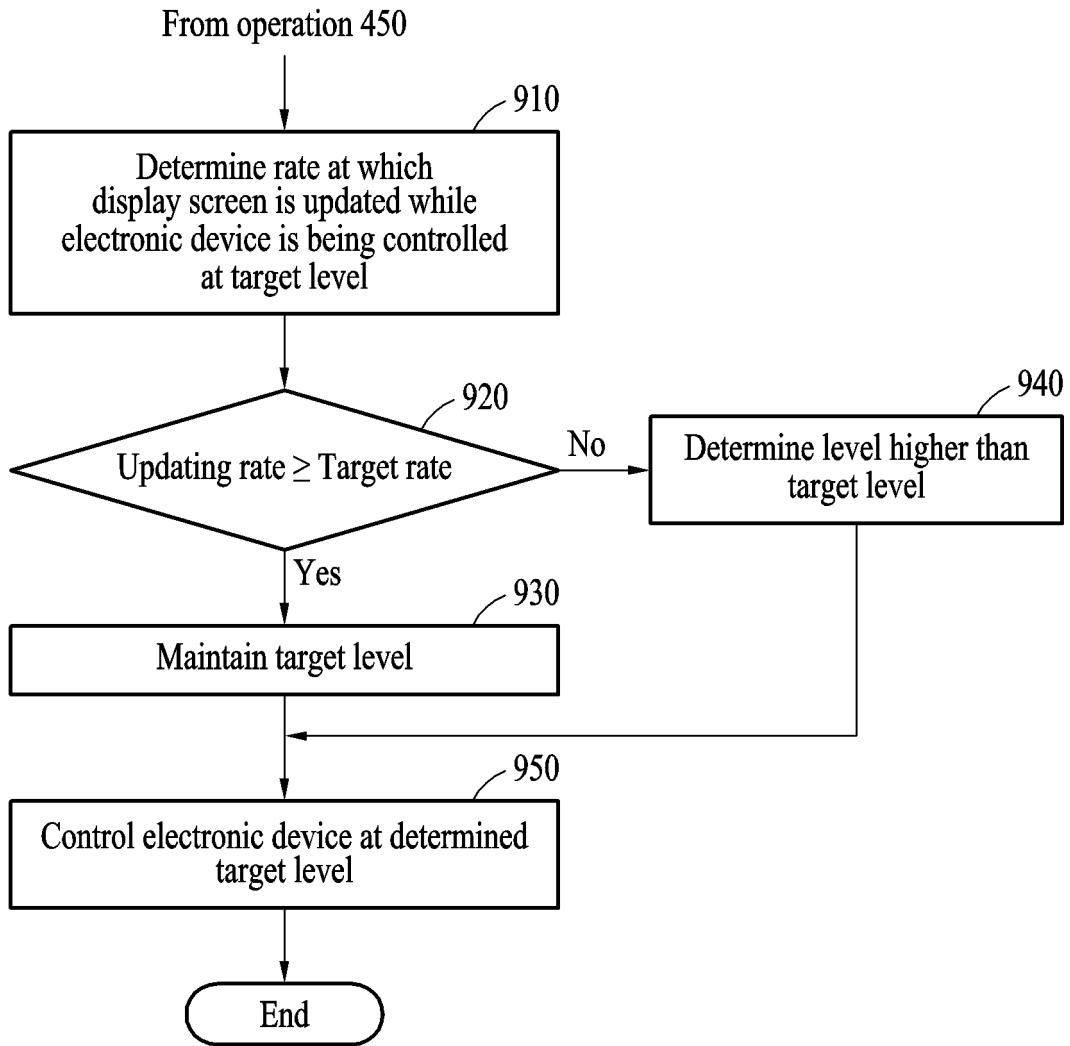 From operation 450
910
Determine rate at which
display screen is updated while
electronic device is being controlled
at target level
920
Updating rate ≥ Target rate
No
940
Determine level higher than
target level
Yes
930
Maintain target level
950
Control electronic device at determined
target level
End